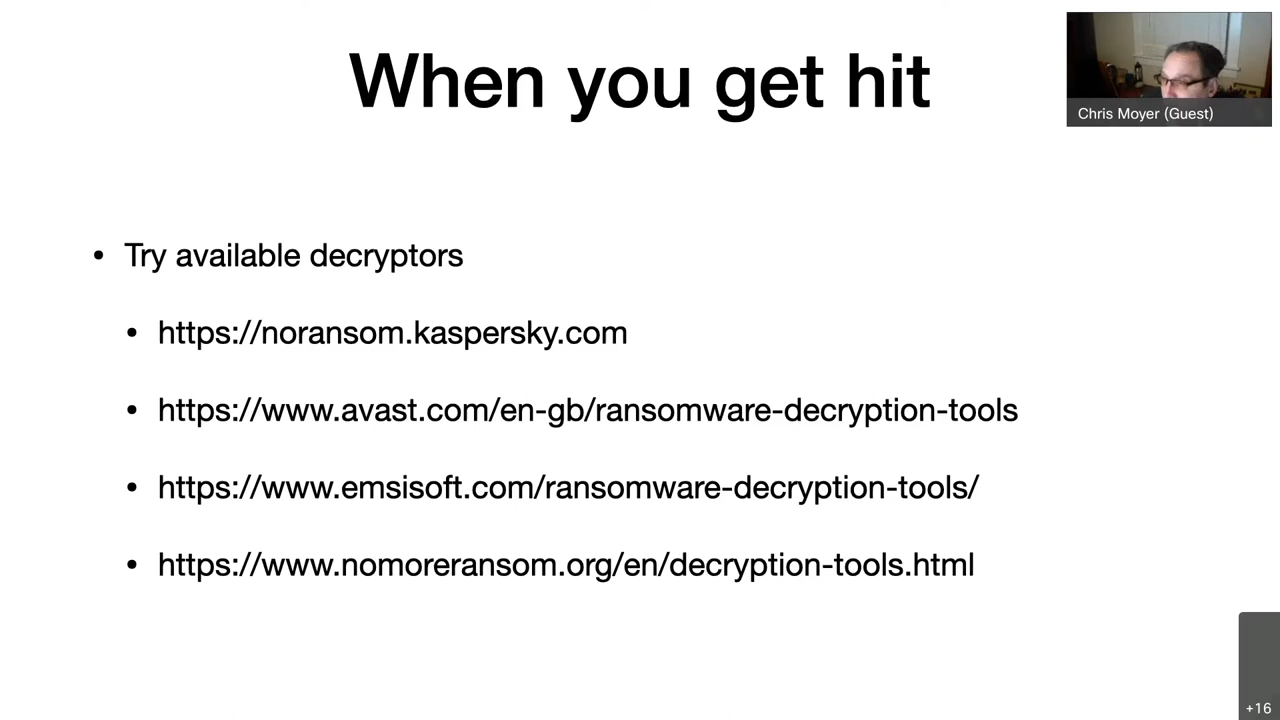 When you get hit
Chris Moyer (Guest)
• Try available decryptors
• https://noransom.kaspersky.com
• https://www.avast.com/en-gb/ransomware-decryption-tools
• https://www.emsisoft.com/ransomware-decryption-tools/
• https://www.nomoreransom.org/en/decryption-tools.html
+16